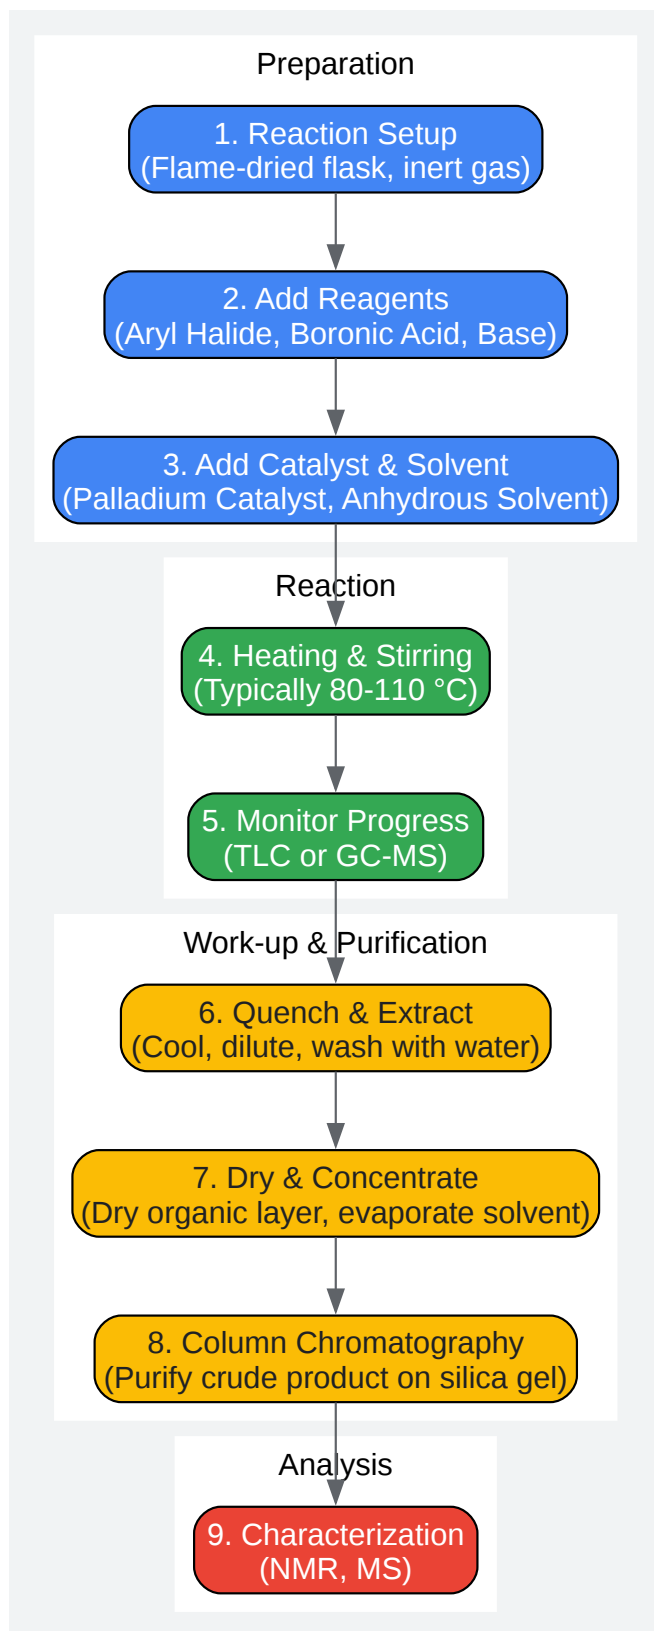 Preparation
1. Reaction Setup
(Flame-dried flask, inert gas)
2. Add Reagents
(Aryl Halide, Boronic Acid, Base)
3. Add Catalyst & Solvent
(Palladium Catalyst, Anhydrous Solvent)
Reaction
4. Heating & Stirring
(Typically 80-110 °C)
5. Monitor Progress
(TLC or GC-MS)
Work-up & Purification
6. Quench & Extract
(Cool, dilute, wash with water)
7. Dry & Concentrate
(Dry organic layer, evaporate solvent)
8. Column Chromatography
(Purify crude product on silica gel)
Analysis
9. Characterization
(NMR, MS)